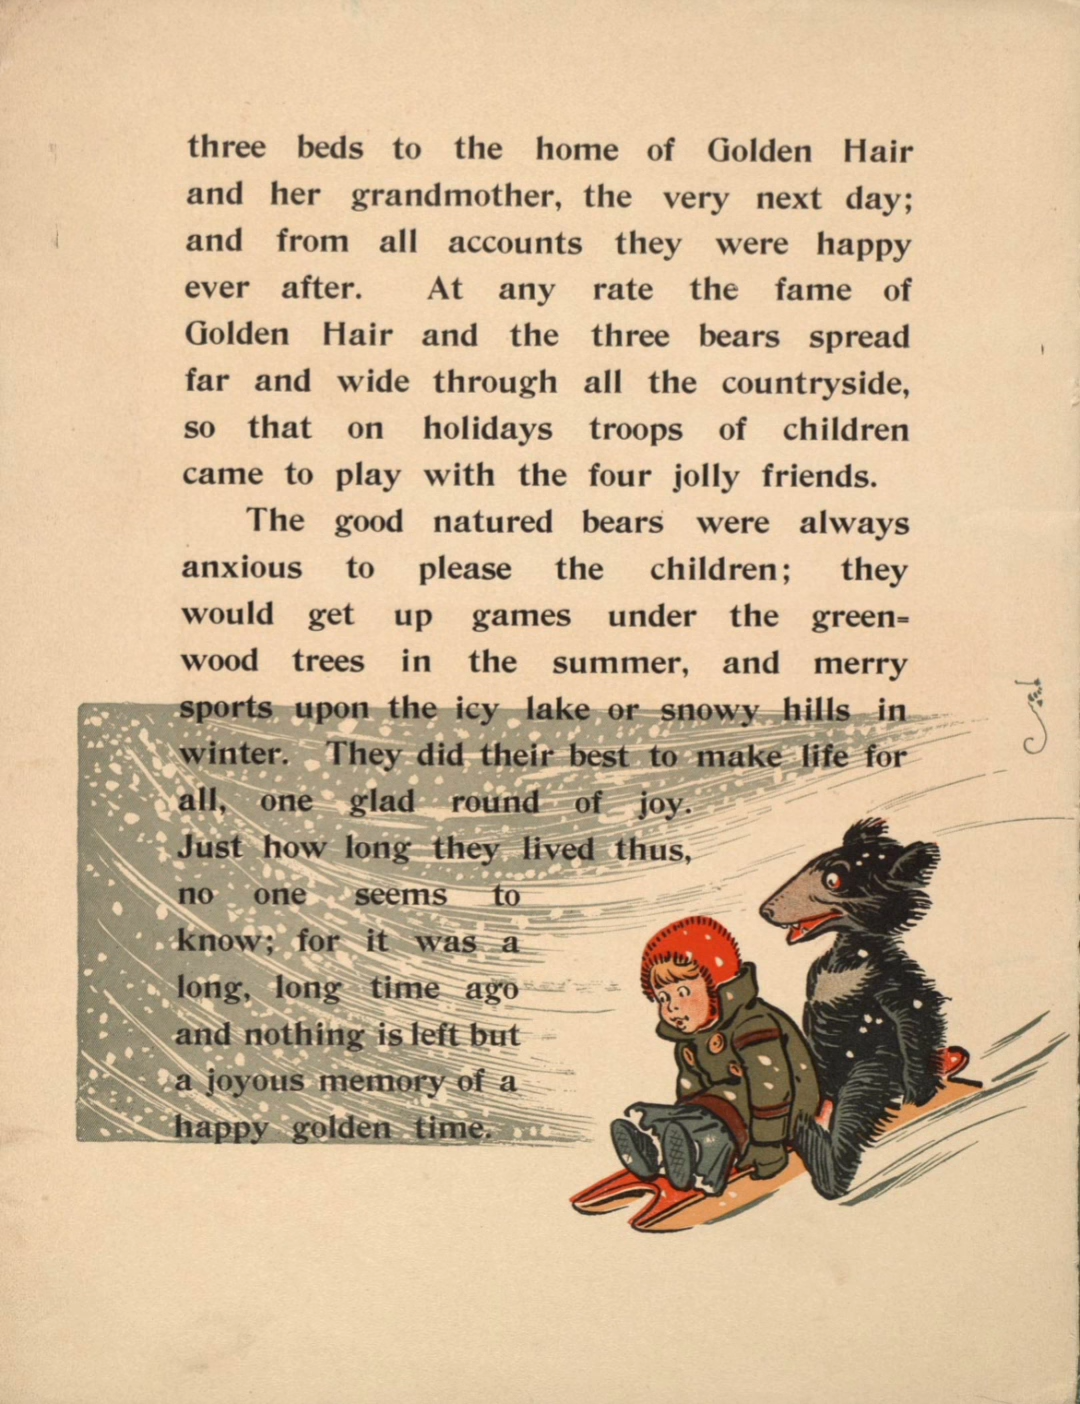 three beds to the home of Golden Hair
and her grandmother, the very next day;
and from all accounts they were happy
ever after. At any rate the fame of
Golden Hair and the three bears spread
far and wide through all the countryside,
so that on holidays troops of children
came to play with the four jolly friends.
The good natured bears were always
anxious to please the children; they
would get up games under the green=
wood trees in the summer, and merry
sports upon the icy lake or snowy hills in
winter. They did their best to make life for
all, one glad round of joy.
Just how long they lived thus,
no one seems to
know; for it was a
long, long time ago
and nothing is left but
a joyous memory of a
happy golden time.